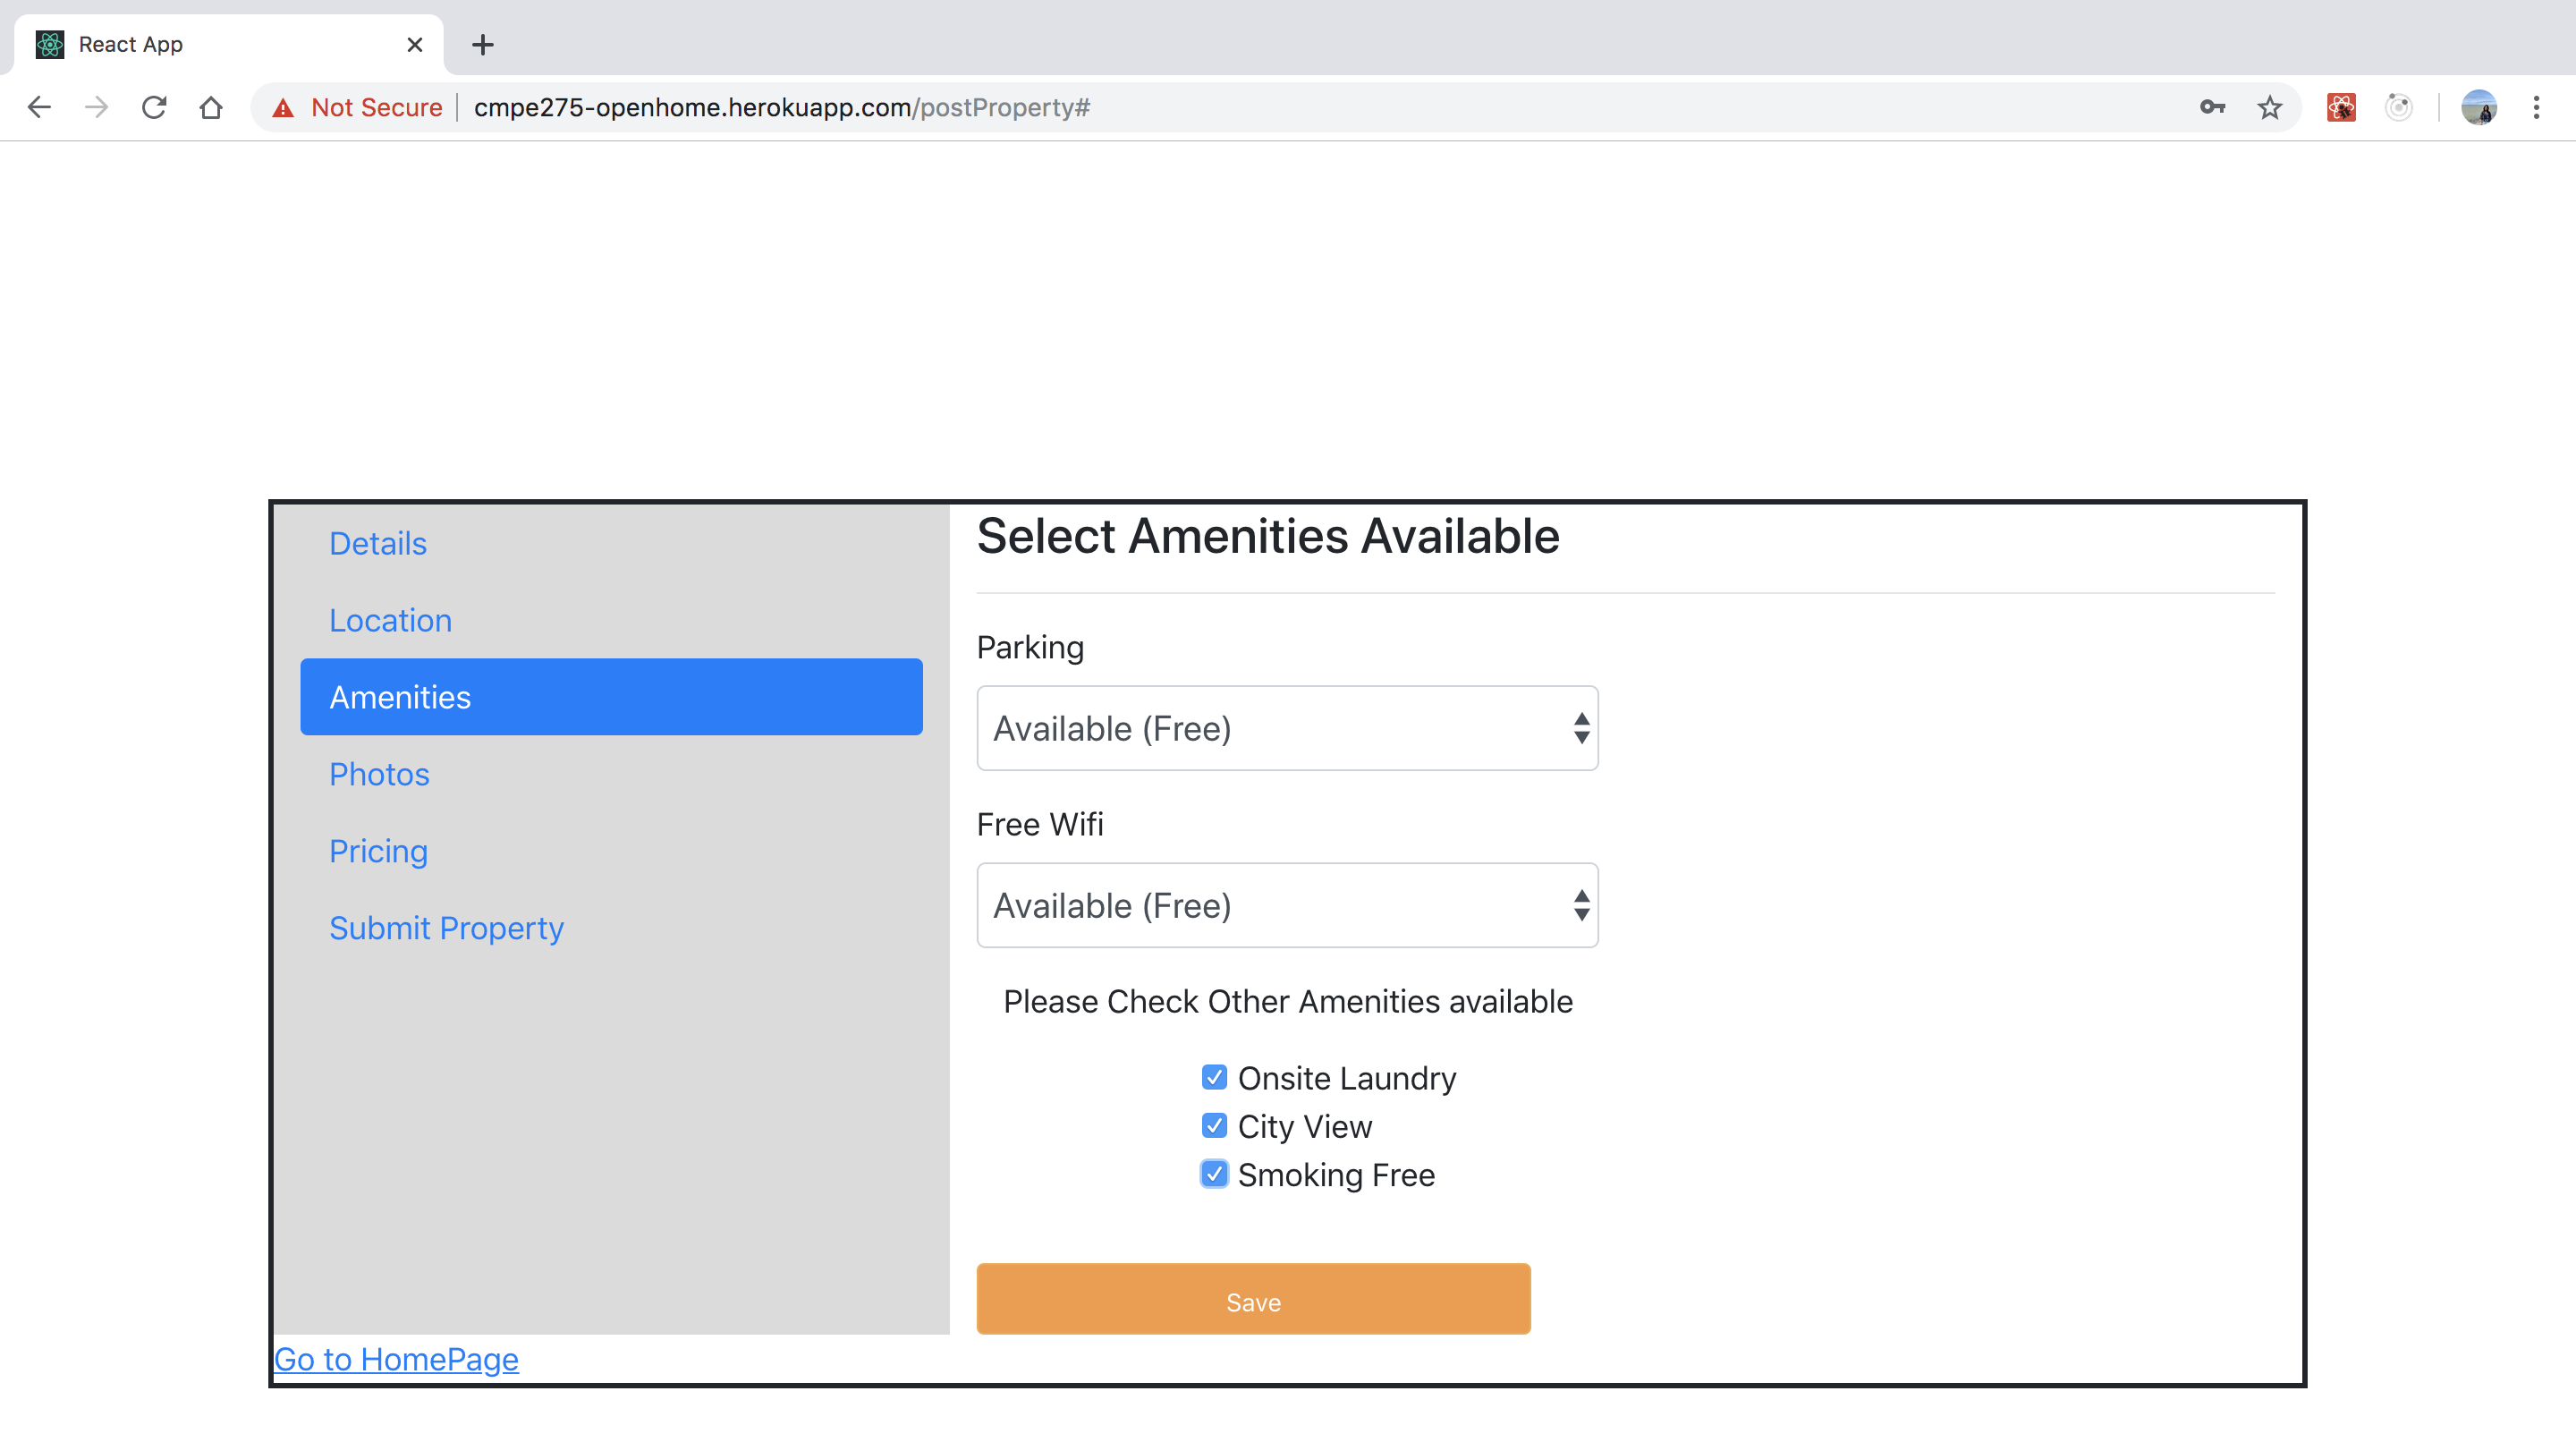 React App
Not Secure cmpe275-openhome.herokuapp.com/postProperty#
Details
Location
Amenities
Photos
Pricing
Submit Property
Go to HomePage
Select Amenities Available
Parking
Available (Free)
Free Wifi
Available (Free)
Please Check Other Amenities available
Onsite Laundry
City View
Smoking Free
Save